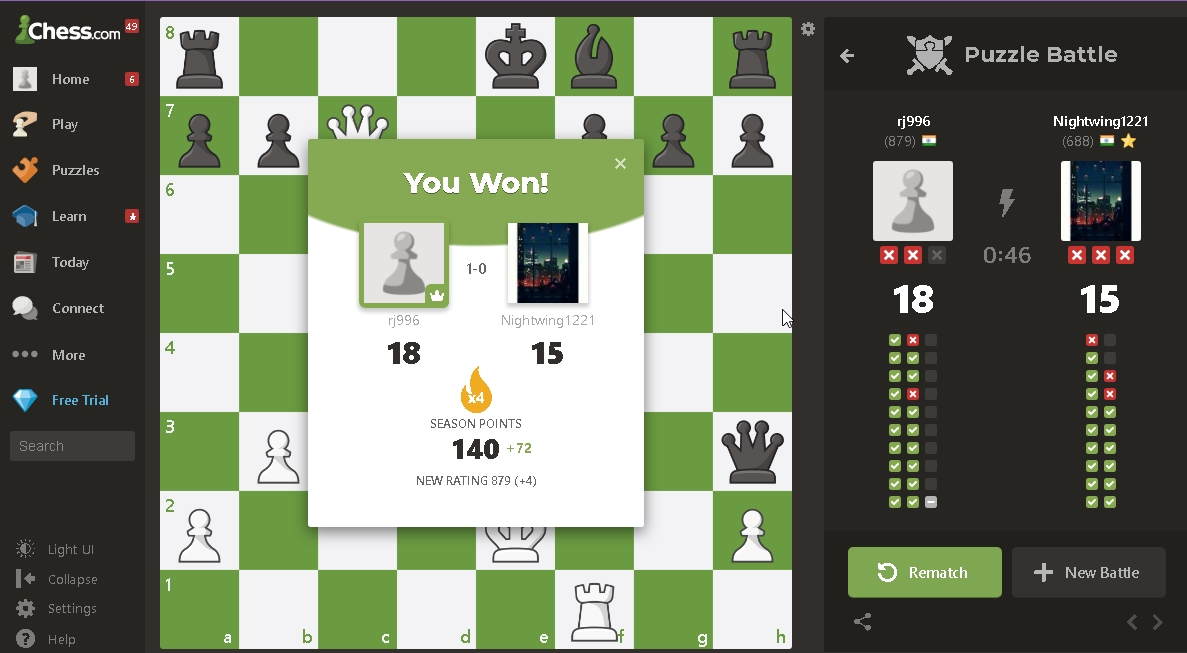 Chess.com 49
Home 6
Play
Puzzles
Learn
Today
Connect
More
Free Trial
Search
Light UI
Collapse
Settings
Help
8
7
6
5
4
3
2
1
a b c d e f g h
You Won!
1-0
rj996 Nightwing1221
18 15
x4
SEASON POINTS
140 +72
NEW RATING 879 (+4)
Puzzle Battle
rj996 Nightwing1221
(879) (688)
0:46
18 15
Rematch New Battle